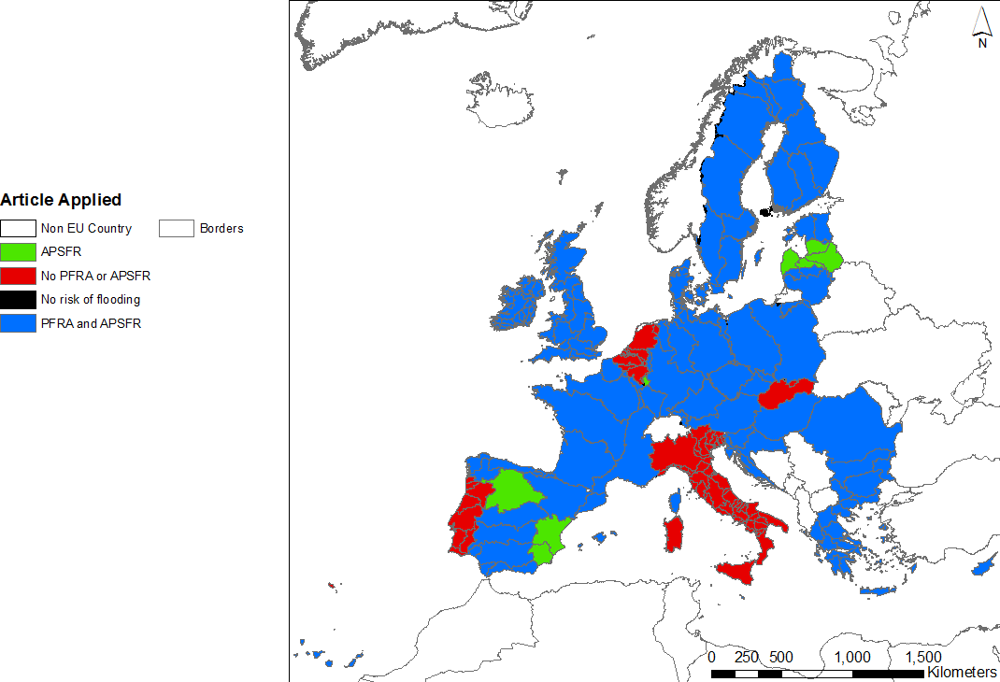 Article Applied
Non EU Country
Borders
APSFR
No PFRA or APSFR
No risk of flooding
PFRA and APSFR
N
0 250 500 1,000 1,500
Kilometers